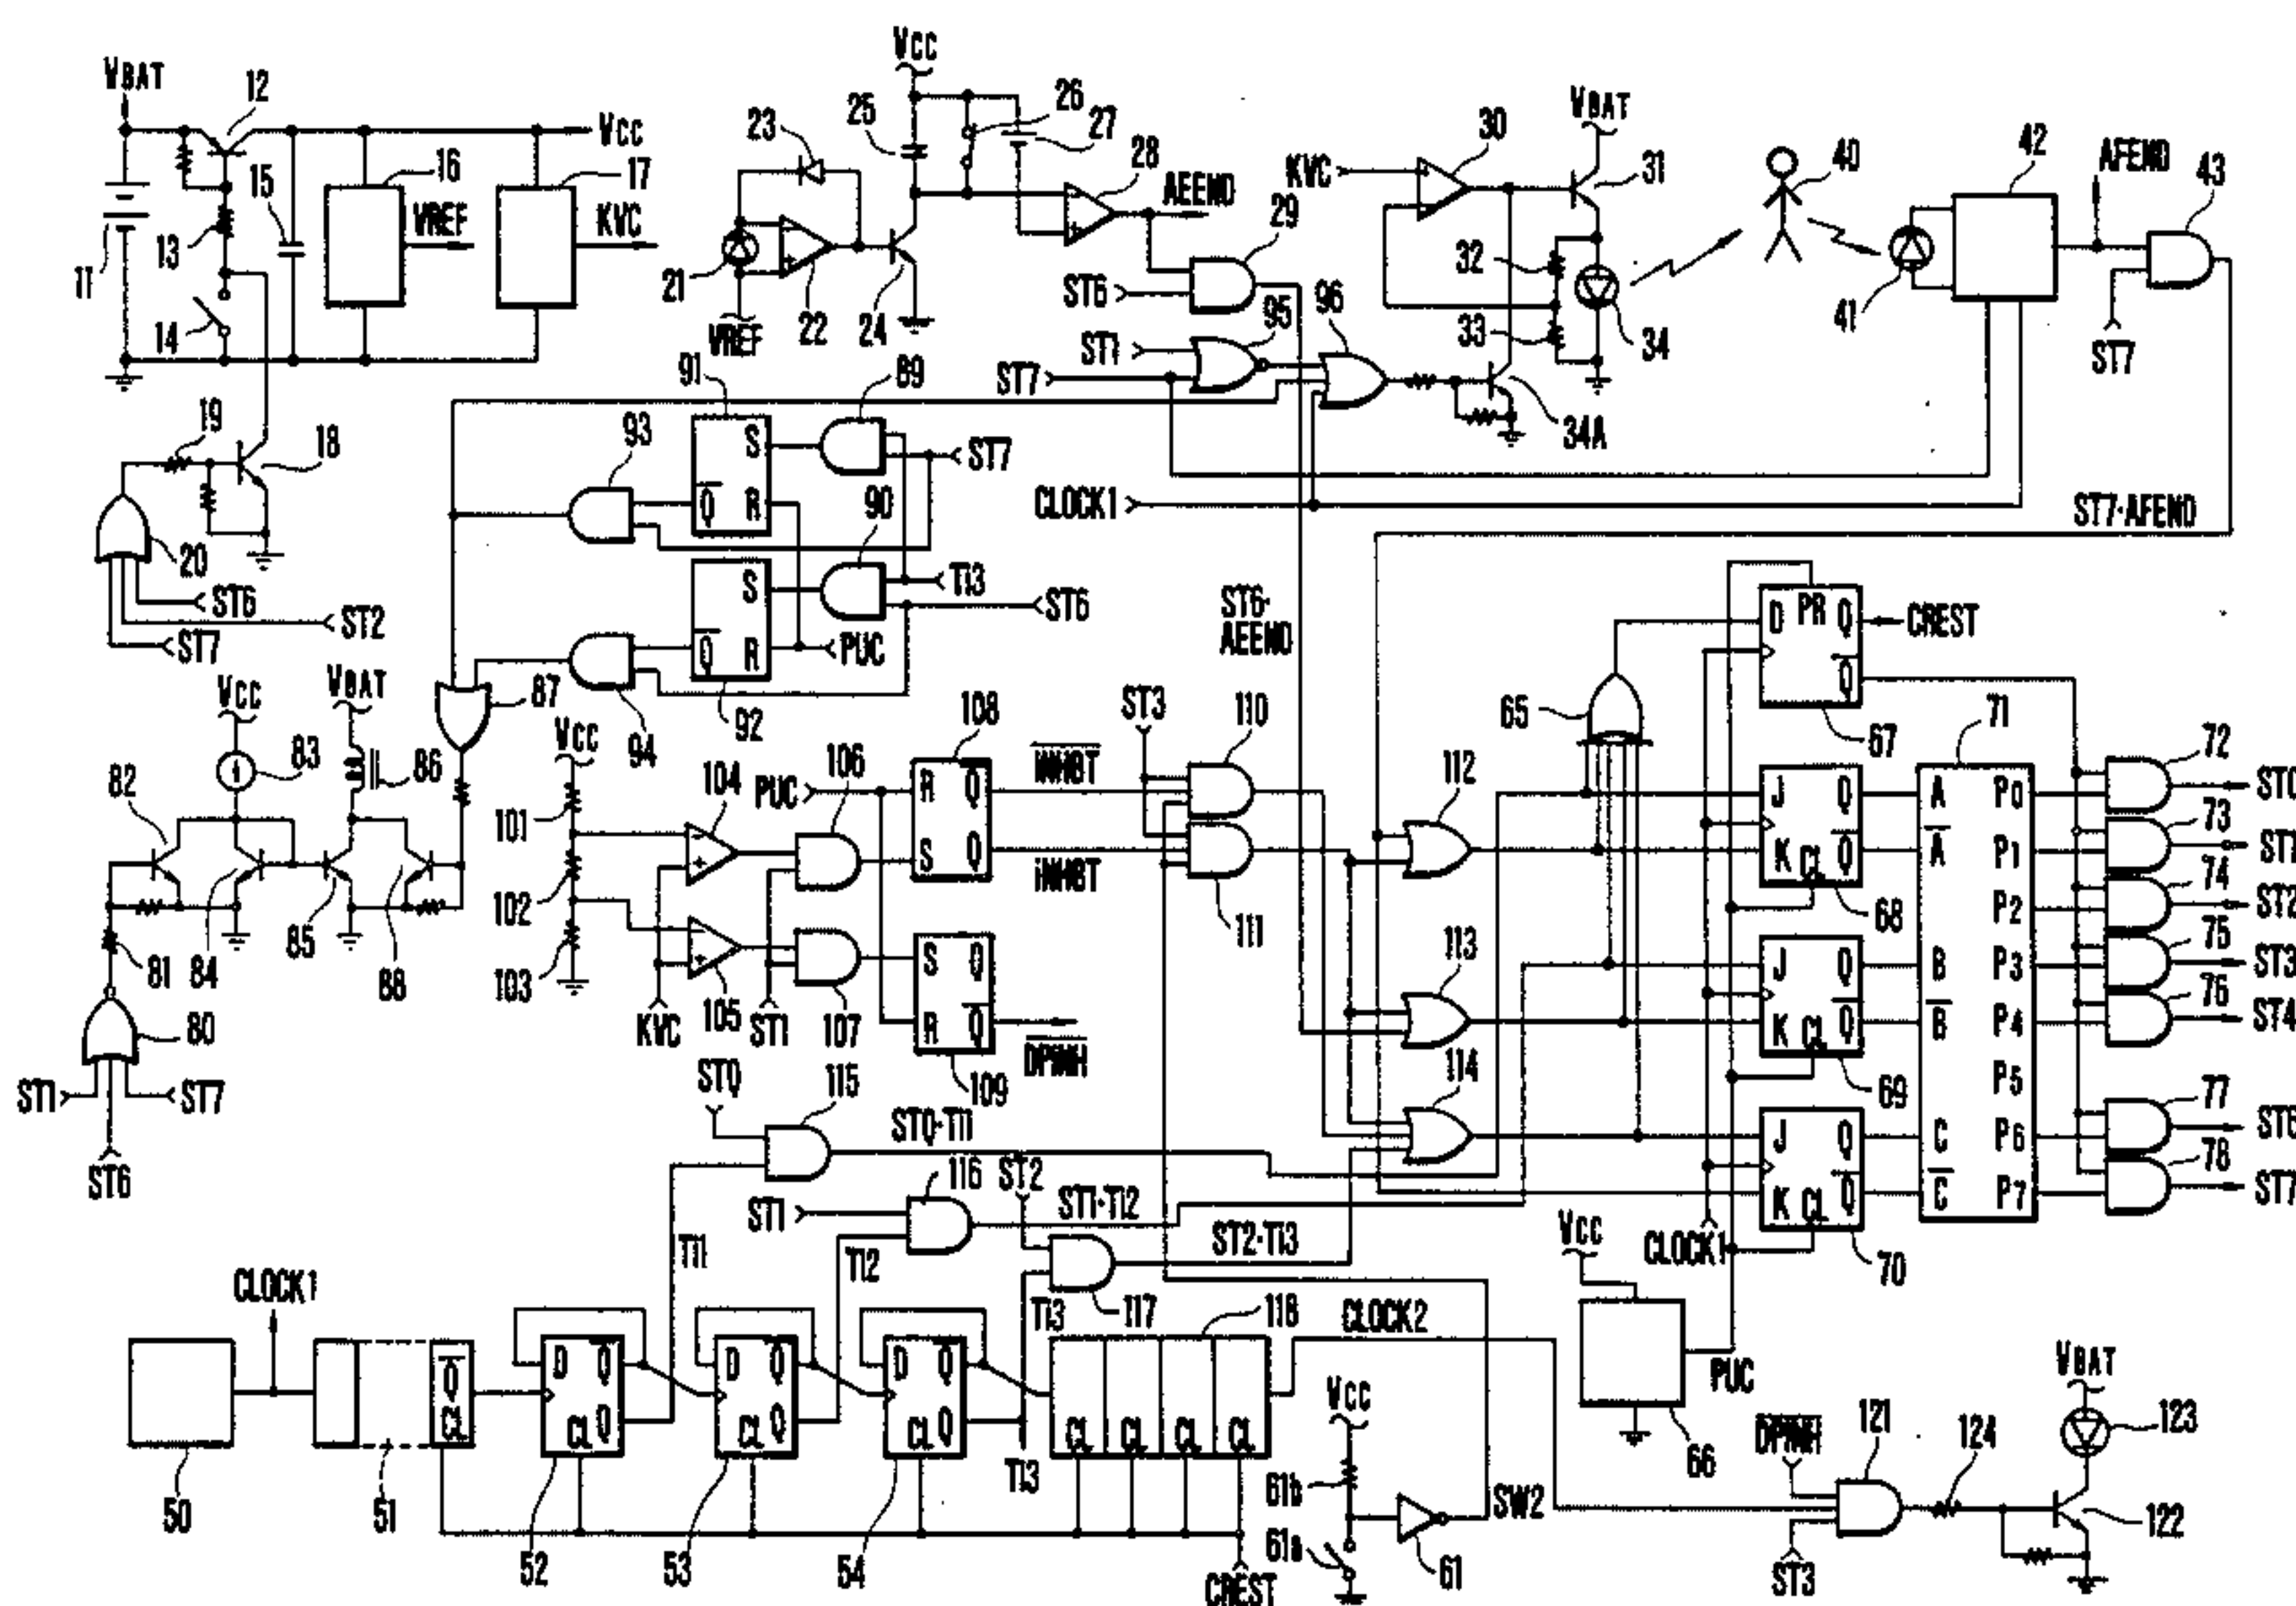 VBAT
12
VCC
16
17
15
VREF
KVC
13
11
14
19
18
20
ST6
ST2
ST7
VCC
23
25
26
27
28
AEEND
21
VREF
22
24
29
ST6
30
KVC
VBAT
31
32
33
34
34A
40
41
42
AFEND
43
ST7
ST1
95
96
ST7
CLOCK1
ST7·AFEND
91
89
93
S
ST7
Q
R
90
S
Ti3
ST6
Q
R
PUC
94
92
ST6·
AEEND
VCC
VBAT
87
82
83
86
81
84
85
88
80
ST1
ST7
ST6
VCC
101
102
103
104
105
KVC
PUC
106
107
ST1
108
R
Q
S
Q
INHBT
iNHBT
S
Q
R
Q
DPINH
109
ST3
110
111
112
113
114
65
D
PR
Q
CREST
Q
67
J
Q
K
CL
Q
68
J
Q
K
CL
Q
69
J
Q
K
CL
Q
70
CLOCK1
71
A
A
B
B
C
C
P0
P1
P2
P3
P4
P5
P6
P7
72
73
74
75
76
77
78
ST0
ST1
ST2
ST3
ST4
ST6
ST7
ST0
115
ST0·Ti1
116
ST1
ST2
ST1·Ti2
ST2·Ti3
117
Ti1
Ti2
Ti3
Ti3
CLOCK1
50
51
Q
CL
D
Q
CL
Q
52
D
Q
CL
Q
53
D
Q
CL
Q
54
118
CL
CL
CL
CL
CREST
CLOCK2
VCC
61b
61a
61
SW2
VCC
66
PUC
VBAT
123
DPINH
121
124
122
ST3